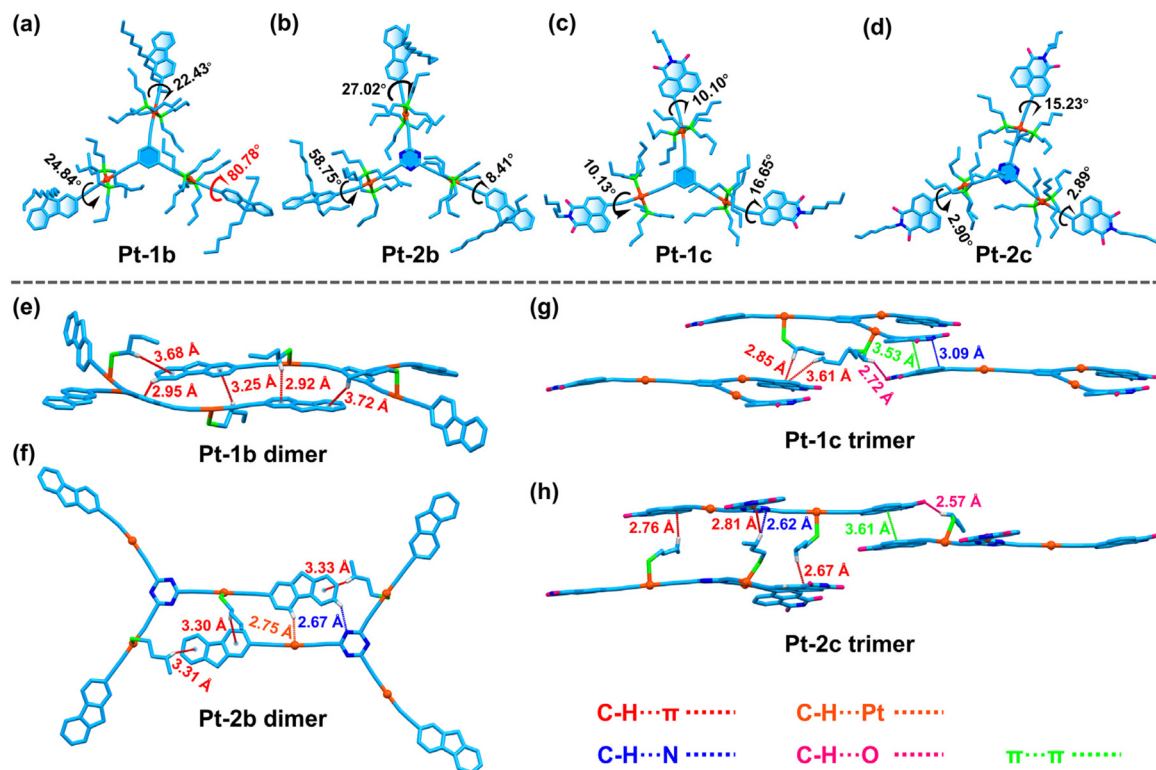 (a)
(b)
(c)
(d)
22.43°
24.84°
80.78°
27.02°
58.75°
8.41°
10.10°
10.13°
16.65°
15.23°
2.90°
2.89°
Pt-1b
Pt-2b
Pt-1c
Pt-2c
(e)
3.68 Å
2.95 Å
3.25 Å
2.92 Å
3.72 Å
Pt-1b dimer
(g)
2.85 Å
3.61 Å
2.72 Å
3.53 Å
3.09 Å
Pt-1c trimer
(f)
3.33 Å
3.30 Å
2.75 Å
2.67 Å
3.31 Å
Pt-2b dimer
(h)
2.76 Å
2.81 Å
2.62 Å
2.67 Å
3.61 Å
2.57 Å
Pt-2c trimer
C-H···π
C-H···Pt
C-H···N
C-H···O
π···π